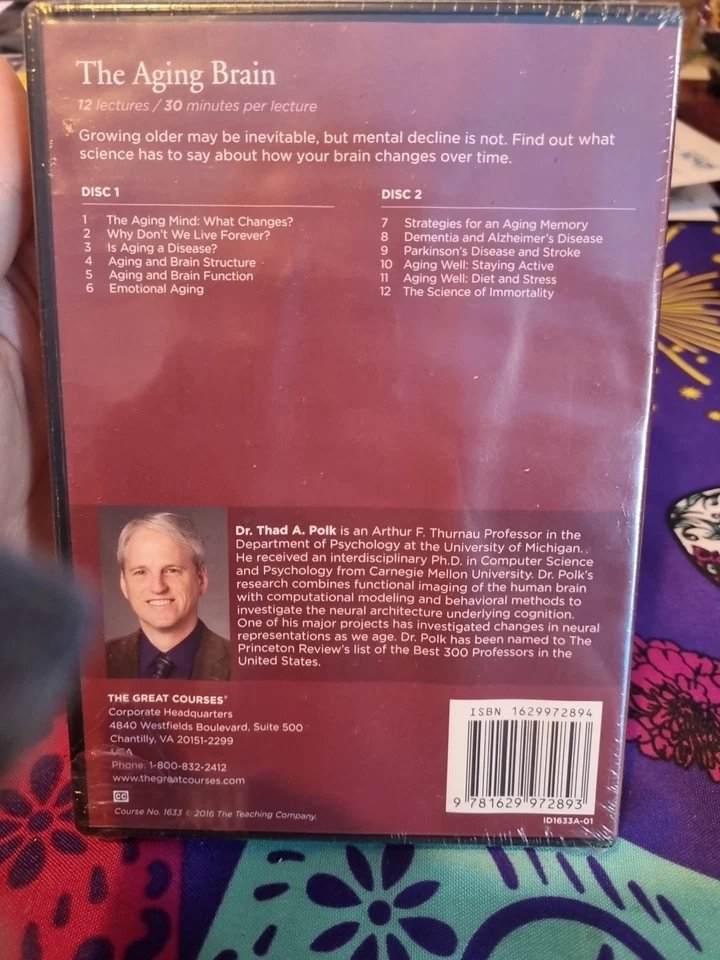 The Aging Brain
12 lectures / 30 minutes per lecture
Growing older may be inevitable, but mental decline is not. Find out what
science has to say about how your brain changes over time.
DISC 1
1 The Aging Mind: What Changes?
2 Why Don't We Live Forever?
3 Is Aging a Disease?
4 Aging and Brain Structure
5 Aging and Brain Function
6 Emotional Aging
DISC 2
7 Strategies for an Aging Memory
8 Dementia and Alzheimer's Disease
9 Parkinson's Disease and Stroke
10 Aging Well: Staying Active
11 Aging Well: Diet and Stress
12 The Science of Immortality
Dr. Thad A. Polk is an Arthur F. Thurnau Professor in the
Department of Psychology at the University of Michigan.
He received an interdisciplinary Ph.D. in Computer Science
and Psychology from Carnegie Mellon University. Dr. Polk's
research combines functional imaging of the human brain
with computational modeling and behavioral methods to
investigate the neural architecture underlying cognition.
One of his major projects has investigated changes in neural
representations as we age. Dr. Polk has been named to The
Princeton Review's list of the Best 300 Professors in the
United States.
THE GREAT COURSES®
Corporate Headquarters
4840 Westfields Boulevard, Suite 500
Chantilly, VA 20151-2299
USA
Phone: 1-800-832-2412
www.thegreatcourses.com
CC
Course No. 1633 © 2016 The Teaching Company.
ISBN 1629972894
9 781629 972893
ID1633A-01